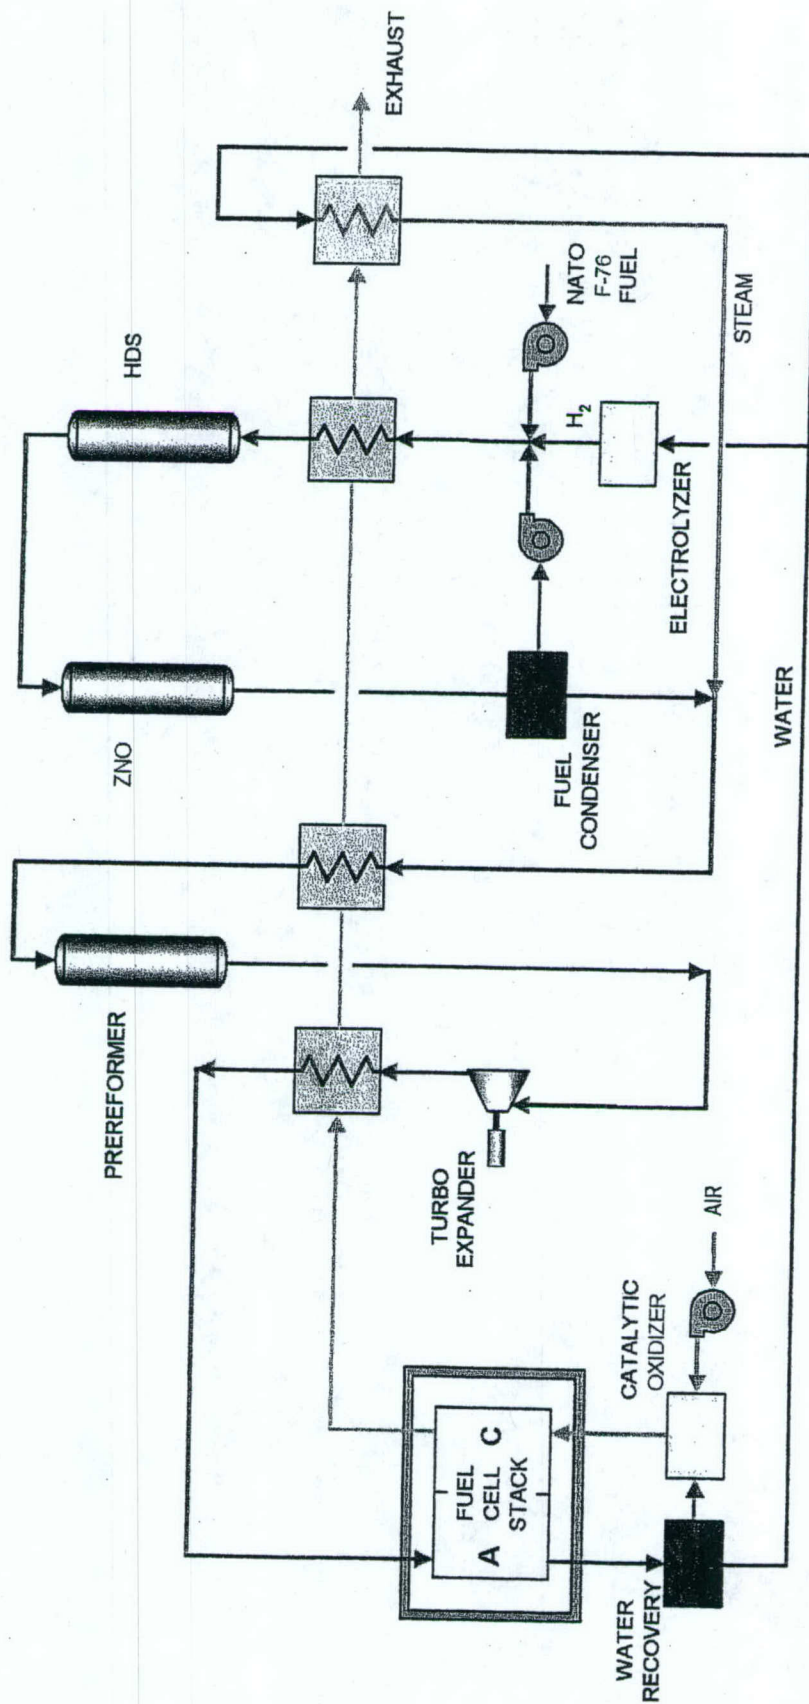 HDS
EXHAUST
ZNO
NATO
F-76
FUEL
H2
STEAM
PREREFORMER
FUEL
CONDENSER
ELECTROLYZER
WATER
TURBO
EXPANDER
FUEL
CELL
STACK
A
C
CATALYTIC
OXIDIZER
AIR
WATER
RECOVERY